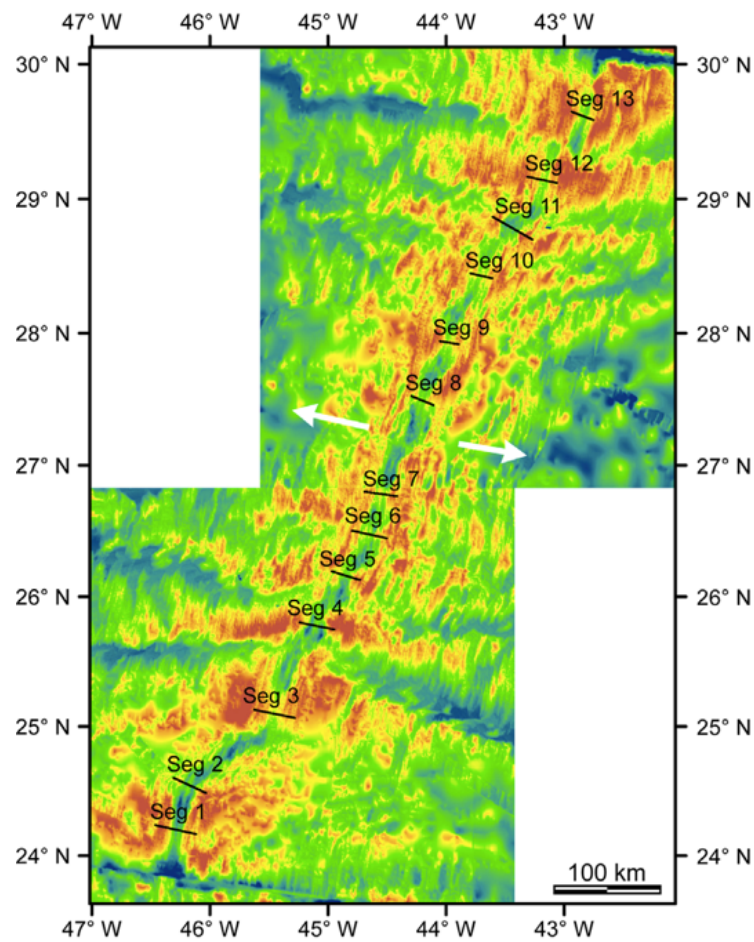 47° W 46° W 45° W 44° W 43° W
30° N 30° N
Seg 13
Seg 12
29° N 29° N
Seg 11
Seg 10
28° N 28° N
Seg 9
Seg 8
27° N 27° N
Seg 7
Seg 6
Seg 5
26° N 26° N
Seg 4
Seg 3
25° N 25° N
Seg 2
Seg 1
24° N 24° N
100 km
47° W 46° W 45° W 44° W 43° W